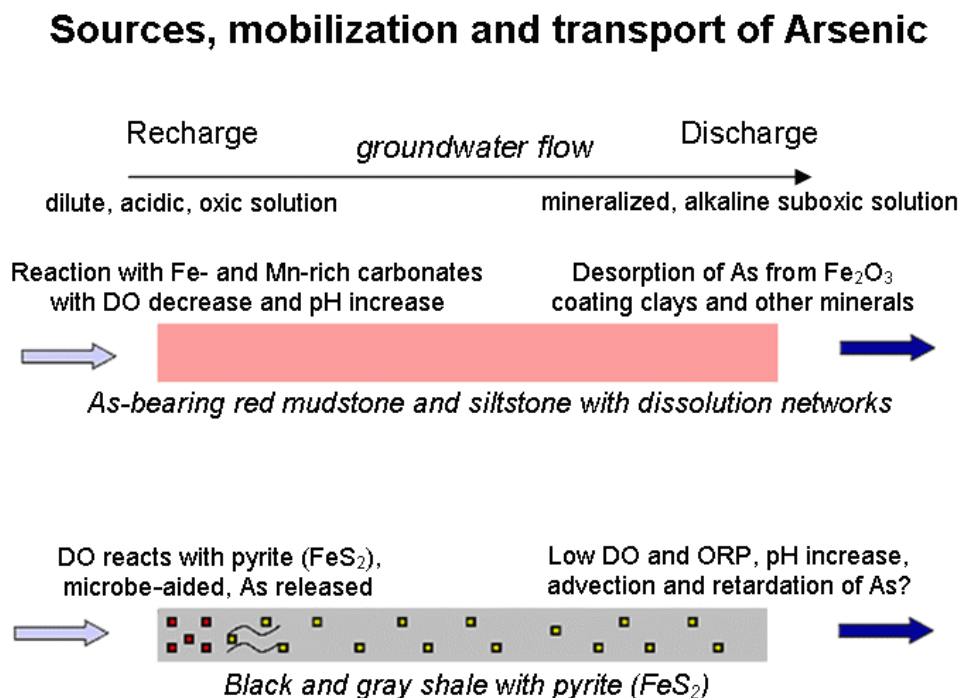 Sources, mobilization and transport of Arsenic
Recharge
groundwater flow
Discharge
dilute, acidic, oxic solution
mineralized, alkaline suboxic solution
Reaction with Fe- and Mn-rich carbonates
with DO decrease and pH increase
Desorption of As from Fe₂O₃
coating clays and other minerals
As-bearing red mudstone and siltstone with dissolution networks
DO reacts with pyrite (FeS₂),
microbe-aided, As released
Low DO and ORP, pH increase,
advection and retardation of As?
Black and gray shale with pyrite (FeS₂)